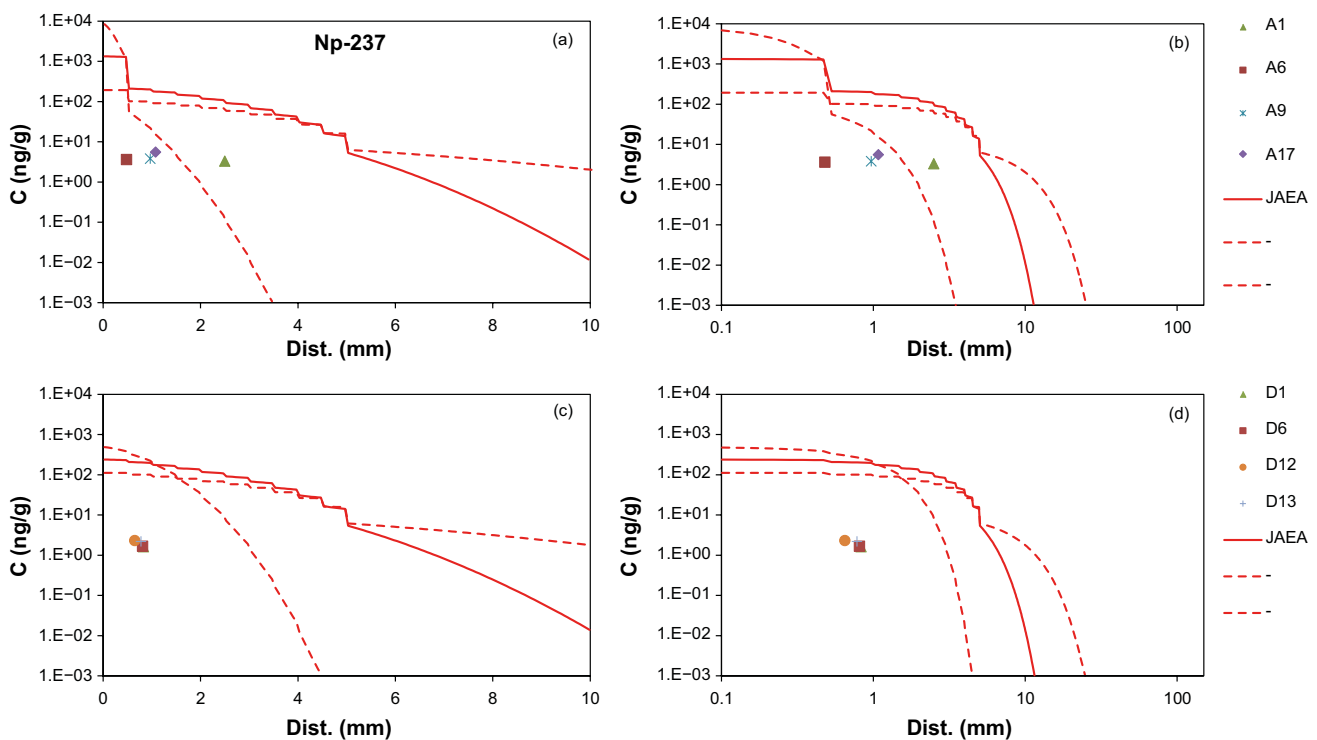 Np-237
(a)
1.E+04
1.E+03
1.E+02
1.E+01
1.E+00
1.E-01
1.E-02
1.E−03
C (ng/g)
0 2 4 6 8 10
Dist. (mm)
(b)
1.E+04
1.E+03
1.E+02
1.E+01
1.E+00
1.E-01
1.E-02
1.E−03
C (ng/g)
0.1 1 10 100
Dist. (mm)
A1
A6
A9
A17
JAEA
-
-
(c)
1.E+04
1.E+03
1.E+02
1.E+01
1.E+00
1.E-01
1.E-02
1.E−03
C (ng/g)
0 2 4 6 8 10
Dist. (mm)
(d)
1.E+04
1.E+03
1.E+02
1.E+01
1.E+00
1.E-01
1.E-02
1.E−03
C (ng/g)
0.1 1 10 100
Dist. (mm)
D1
D6
D12
D13
JAEA
-
-